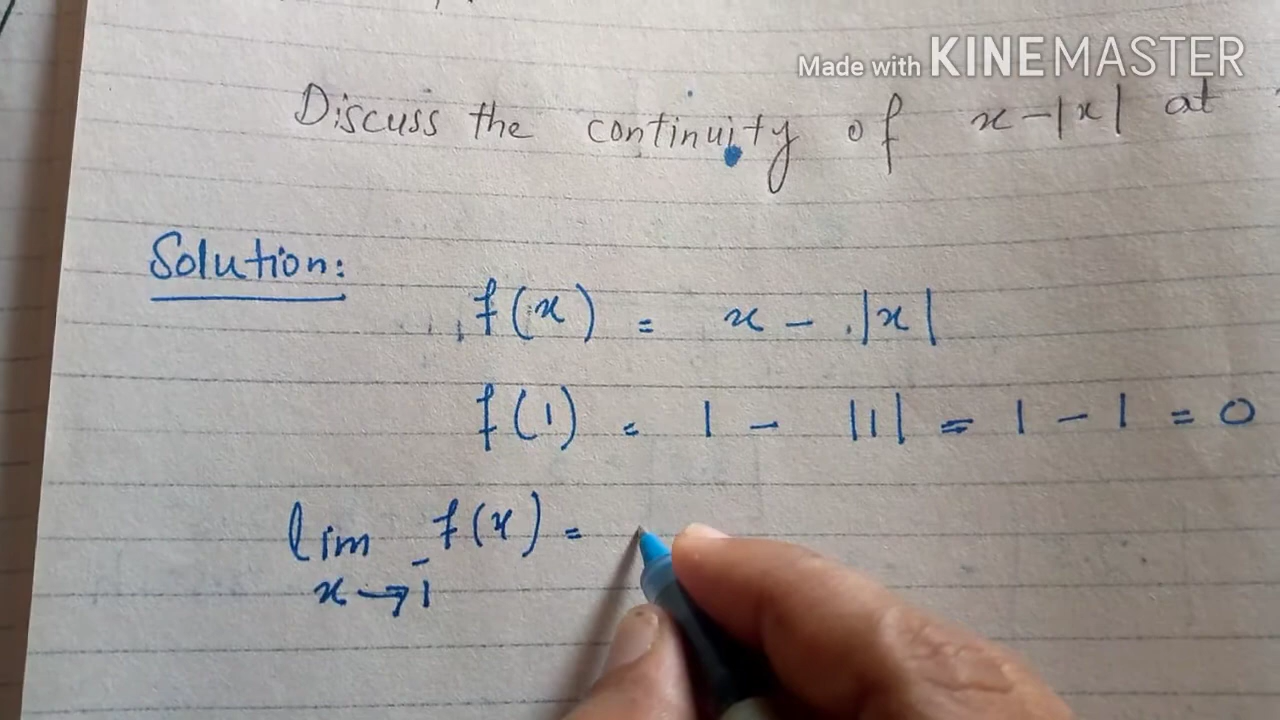 Made with KINEMASTER
Discuss the continuity of x-|x| at
Solution:
f(x) = x - |x|
f(1) = 1 - |1| = 1 - 1 = 0
lim f(x) =
x→1⁻